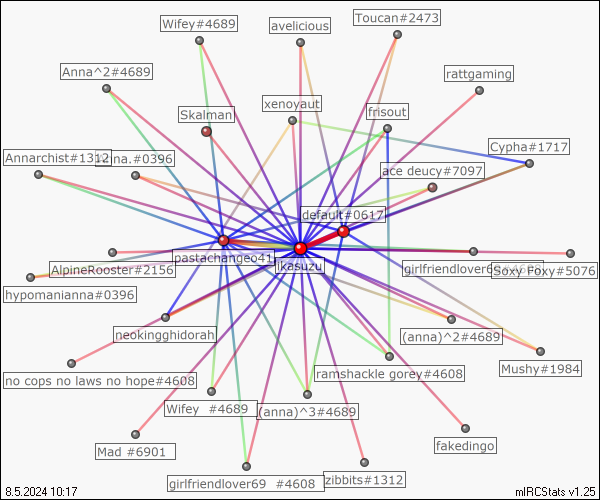 Wifey#4689
avelicious
Toucan#2473
Anna^2#4689
rattgaming
xenoyaut
Skalman
frisout
Cypha#1717
Annarchist#1312
na.#0396
ace deucy#7097
default#0617
pastachangeo41
ikasuzu
AlpineRooster#2156
girlfriendlover6
Soxy Foxy#5076
hypomanianna#0396
neokingghidorah
(anna)^2#4689
Mushy#1984
no cops no laws no hope#4608
ramshackle gorey#4608
Wifey  #4689
(anna)^3#4689
Mad #6901
fakedingo
girlfriendlover69  #4608
zibbits#1312
8.5.2024 10:17
mIRCStats v1.25